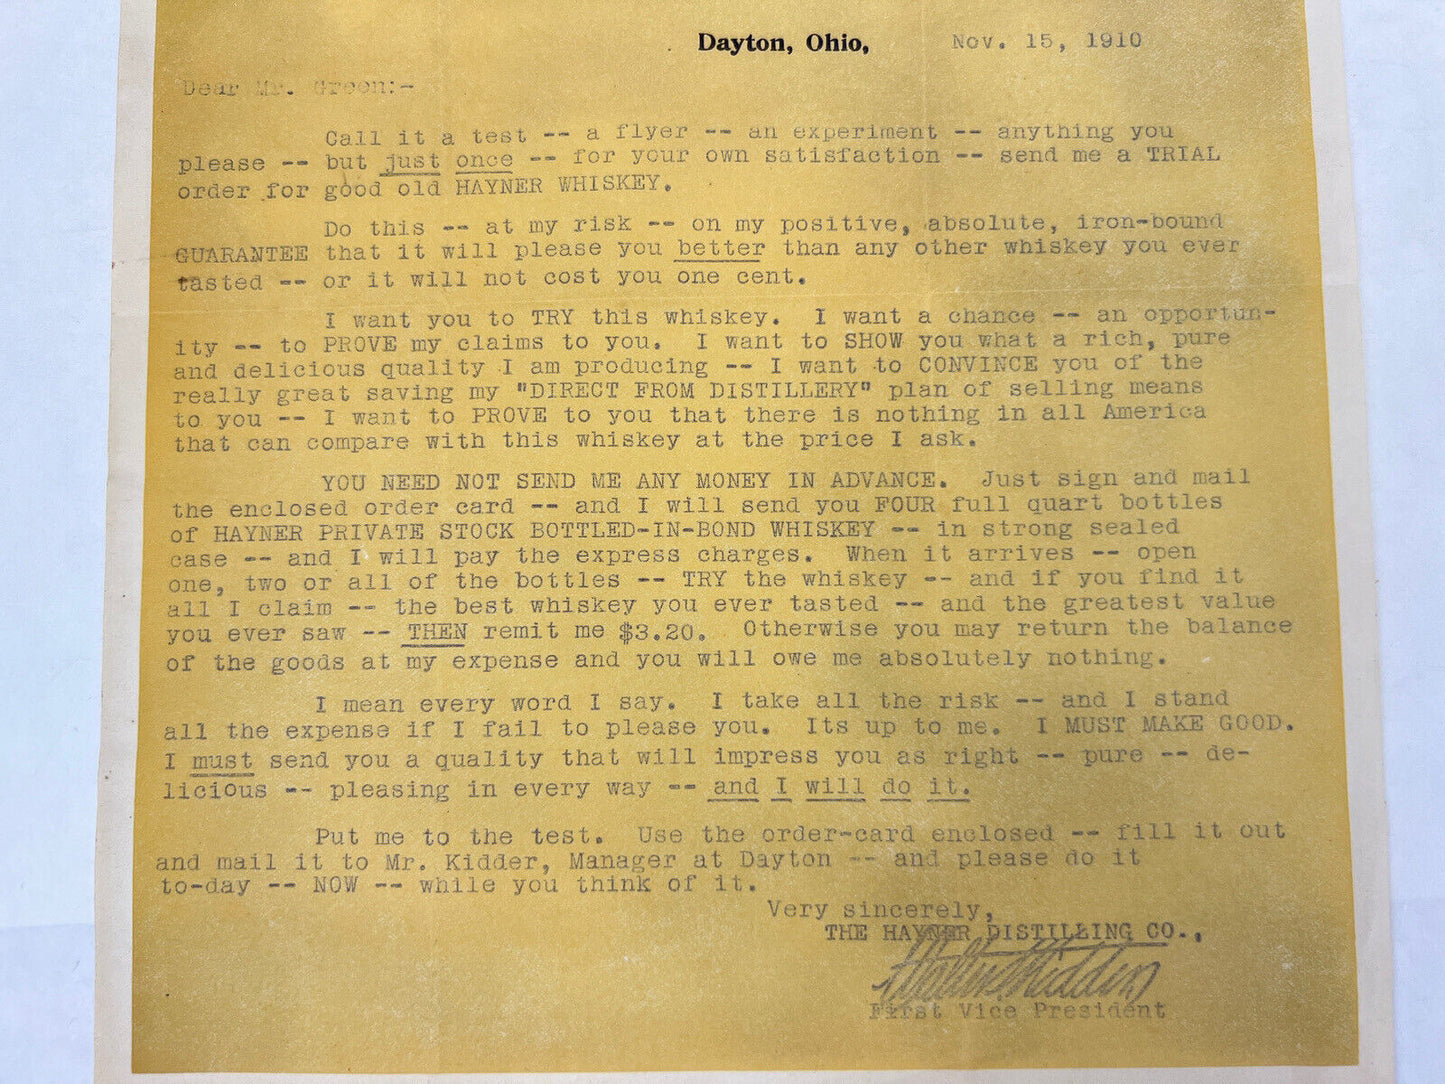 Dayton, Ohio, Nov. 15, 1910
Dear Mr. Green:-
Call it a test -- a flyer -- an experiment -- anything you
please -- but just once -- for your own satisfaction -- send me a TRIAL
order for good old HAYNER WHISKEY.
Do this -- at my risk -- on my positive, absolute, iron-bound
GUARANTEE that it will please you better than any other whiskey you ever
tasted -- or it will not cost you one cent.
I want you to TRY this whiskey. I want a chance -- an opportun-
ity -- to PROVE my claims to you. I want to SHOW you what a rich, pure
and delicious quality I am producing -- I want to CONVINCE you of the
really great saving my "DIRECT FROM DISTILLERY" plan of selling means
to you -- I want to PROVE to you that there is nothing in all America
that can compare with this whiskey at the price I ask.
YOU NEED NOT SEND ME ANY MONEY IN ADVANCE. Just sign and mail
the enclosed order card -- and I will send you FOUR full quart bottles
of HAYNER PRIVATE STOCK BOTTLED-IN-BOND WHISKEY -- in strong sealed
case -- and I will pay the express charges. When it arrives -- open
one, two or all of the bottles -- TRY the whiskey -- and if you find it
all I claim -- the best whiskey you ever tasted -- and the greatest value
you ever saw -- THEN remit me $3.20. Otherwise you may return the balance
of the goods at my expense and you will owe me absolutely nothing.
I mean every word I say. I take all the risk -- and I stand
all the expense if I fail to please you. Its up to me. I MUST MAKE GOOD.
I must send you a quality that will impress you as right -- pure -- de-
licious -- pleasing in every way -- and I will do it.
Put me to the test. Use the order-card enclosed -- fill it out
and mail it to Mr. Kidder, Manager at Dayton -- and please do it
to-day -- NOW -- while you think of it.
Very sincerely,
THE HAYNER DISTILLING CO.,
Walter S Kidder
First Vice President